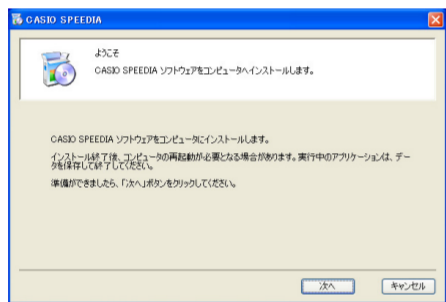 CASIO SPEEDIA
ようこそ
CASIO SPEEDIA ソフトウェアをコンピュータへインストールします。
CASIO SPEEDIA ソフトウェアをコンピュータにインストールします。
インストール終了後、コンピュータの再起動が必要となる場合があります。実行中のアプリケーションは、デー
タを保存して終了してください。
準備ができましたら、「次へ」ボタンをクリックしてください。
次へ
キャンセル